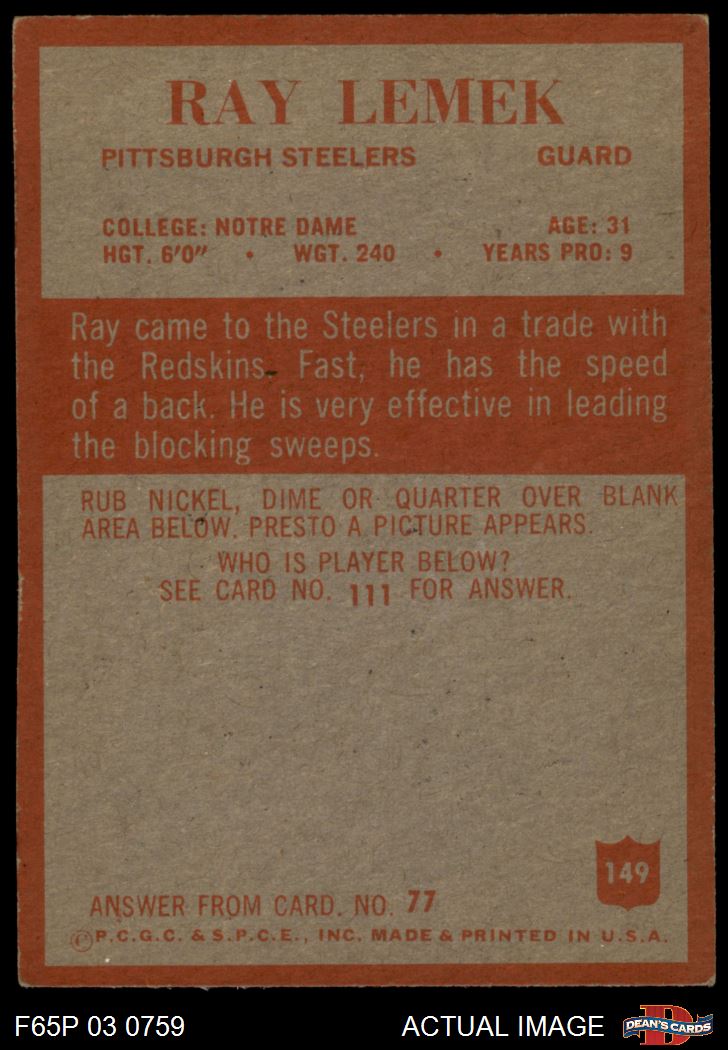 RAY LEMEK
PITTSBURGH STEELERS GUARD
COLLEGE: NOTRE DAME AGE: 31
HGT. 6'0" • WGT. 240 • YEARS PRO: 9
Ray came to the Steelers in a trade with
the Redskins. Fast, he has the speed
of a back. He is very effective in leading
the blocking sweeps.
RUB NICKEL, DIME OR QUARTER OVER BLANK
AREA BELOW. PRESTO A PICTURE APPEARS.
WHO IS PLAYER BELOW?
SEE CARD NO. 111 FOR ANSWER.
149
ANSWER FROM CARD. NO. 77
©P.C.G.C. & S.P.C.E., INC. MADE & PRINTED IN U.S.A.
F65P 03 0759 ACTUAL IMAGE D DEAN'S CARDS